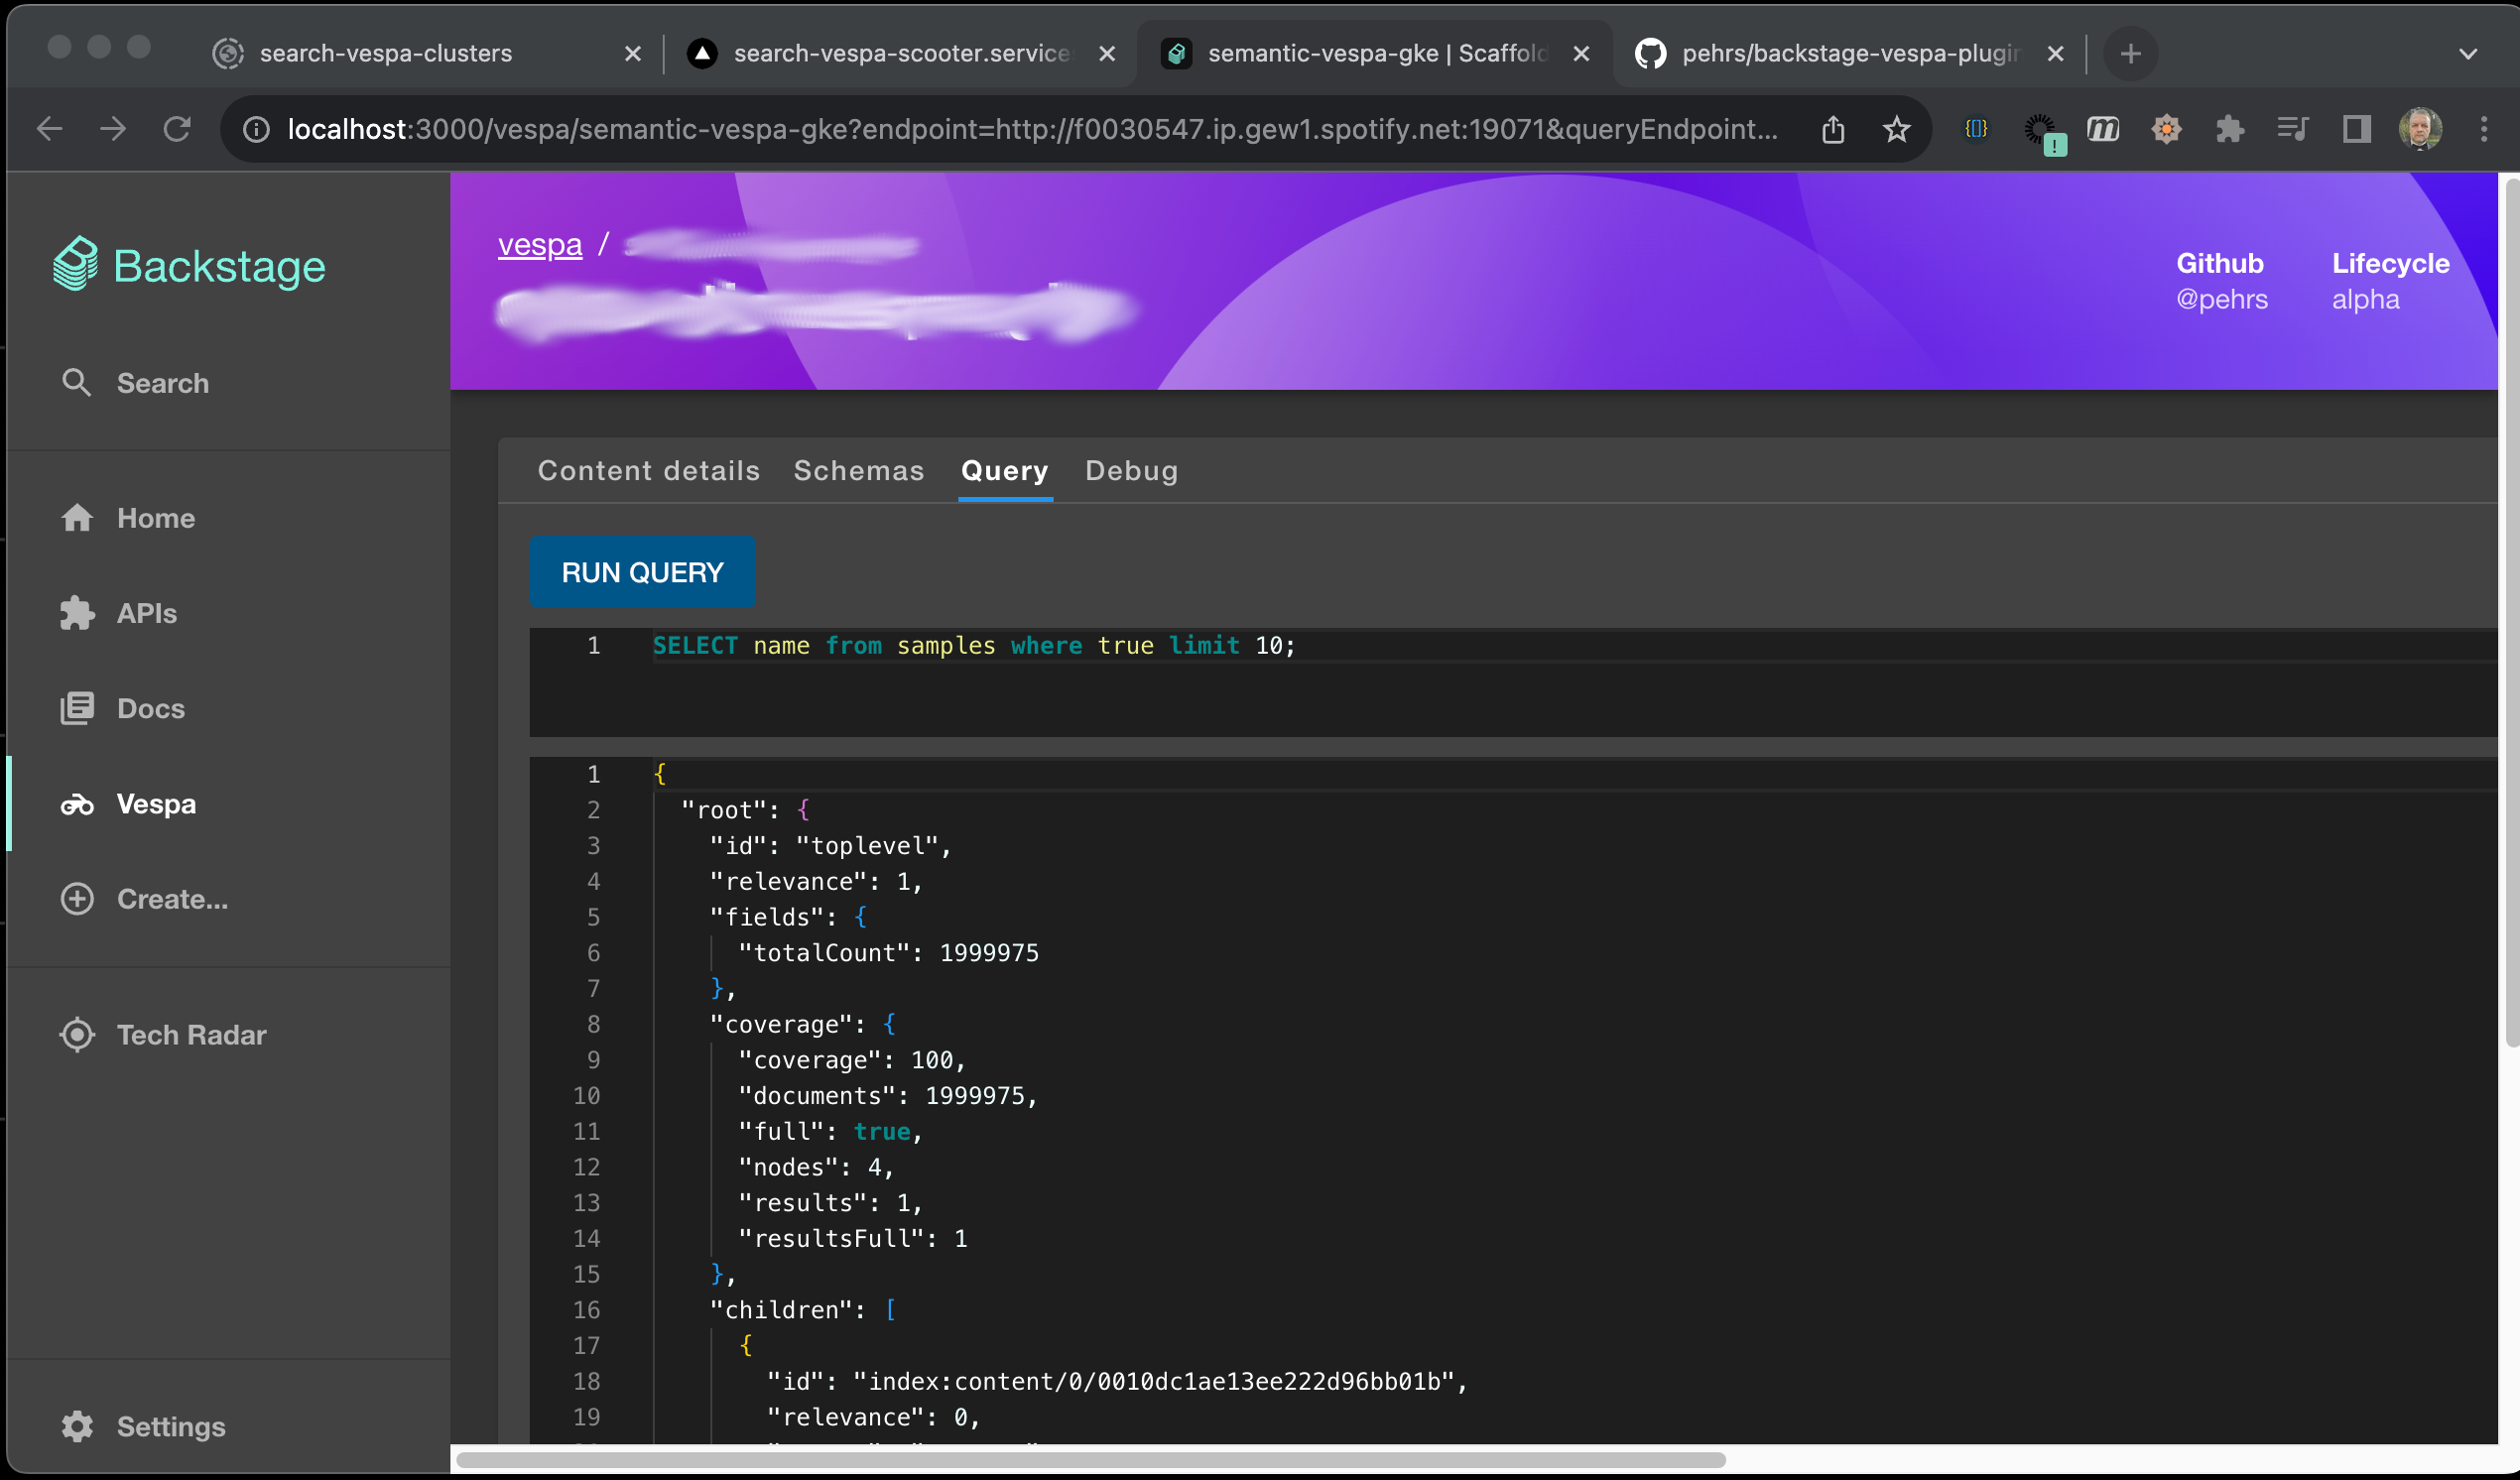 search-vespa-clusters
search-vespa-scooter.service
semantic-vespa-gke | Scaffold
pehrs/backstage-vespa-plugin
localhost:3000/vespa/semantic-vespa-gke?endpoint=http://f0030547.ip.gew1.spotify.net:19071&queryEndpoint...
Backstage
Search
Home
APIs
Docs
Vespa
Create...
Tech Radar
Settings
vespa /
Github
@pehrs
Lifecycle
alpha
Content details Schemas Query Debug
RUN QUERY
1 SELECT name from samples where true limit 10;
1 {
2 "root": {
3 "id": "toplevel",
4 "relevance": 1,
5 "fields": {
6 "totalCount": 1999975
7 },
8 "coverage": {
9 "coverage": 100,
10 "documents": 1999975,
11 "full": true,
12 "nodes": 4,
13 "results": 1,
14 "resultsFull": 1
15 },
16 "children": [
17 {
18 "id": "index:content/0/0010dc1ae13ee222d96bb01b",
19 "relevance": 0,